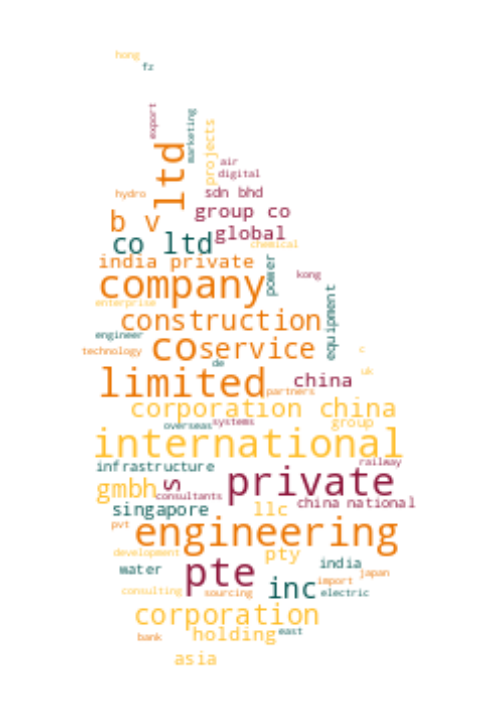 hong
fz
export
marketing
ltd
projects
air
digital
hydro
sdn bhd
b v
group co
co ltd
global
chemical
india private
power
company
kong
enterprise
equipment
construction
engineer
co
service
technology
c
de
uk
limited
china
partners
corporation china
overseas
systems
group
international
railway
infrastructure
private
gmbh
s
consultants
china national
singapore
llc
pvt
engineering
development
pty
water
pte
india
japan
inc
import
consulting
sourcing
electric
corporation
bank
holding
east
asia